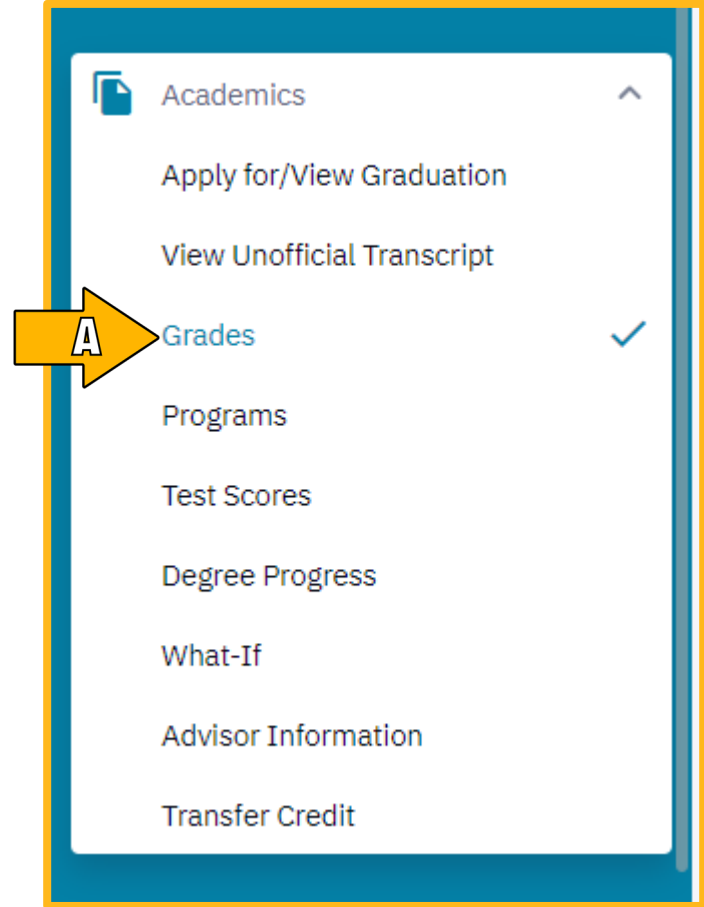 Academics
Apply for/View Graduation
View Unofficial Transcript
A Grades
Programs
Test Scores
Degree Progress
What-If
Advisor Information
Transfer Credit